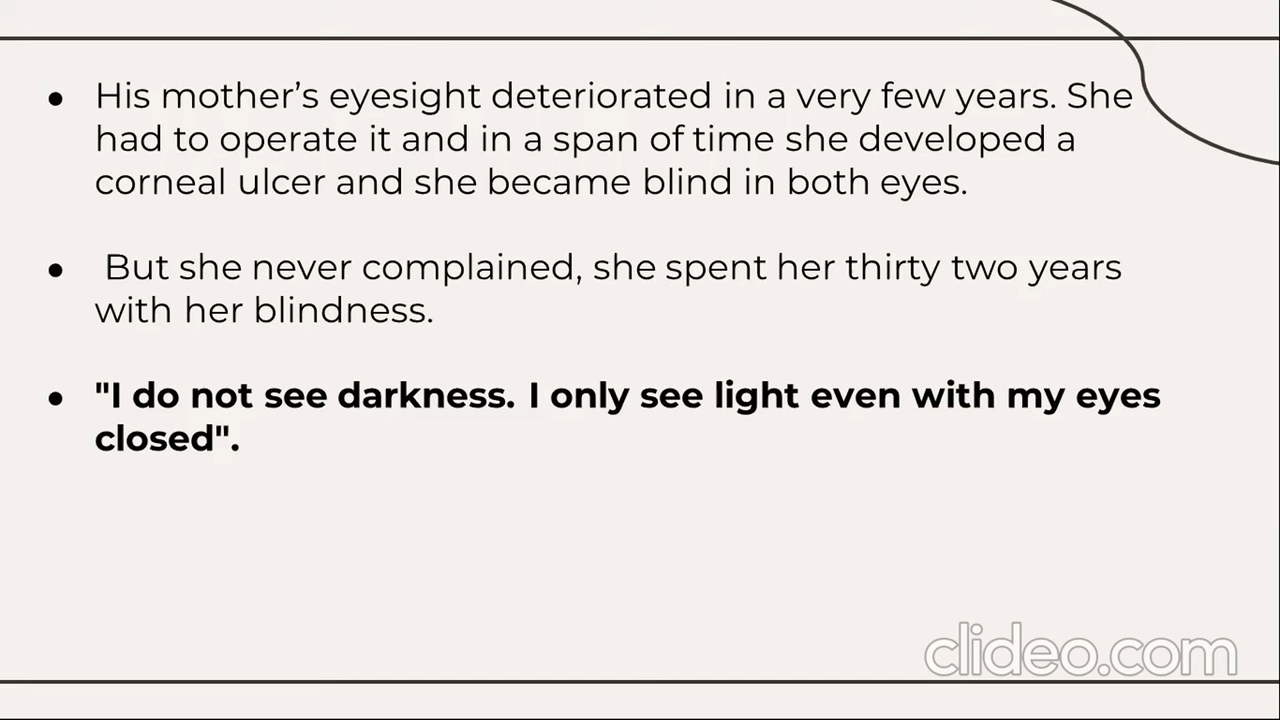 ● His mother’s eyesight deteriorated in a very few years. She
had to operate it and in a span of time she developed a
corneal ulcer and she became blind in both eyes.
● But she never complained, she spent her thirty two years
with her blindness.
● "I do not see darkness. I only see light even with my eyes
closed".
clideo.com